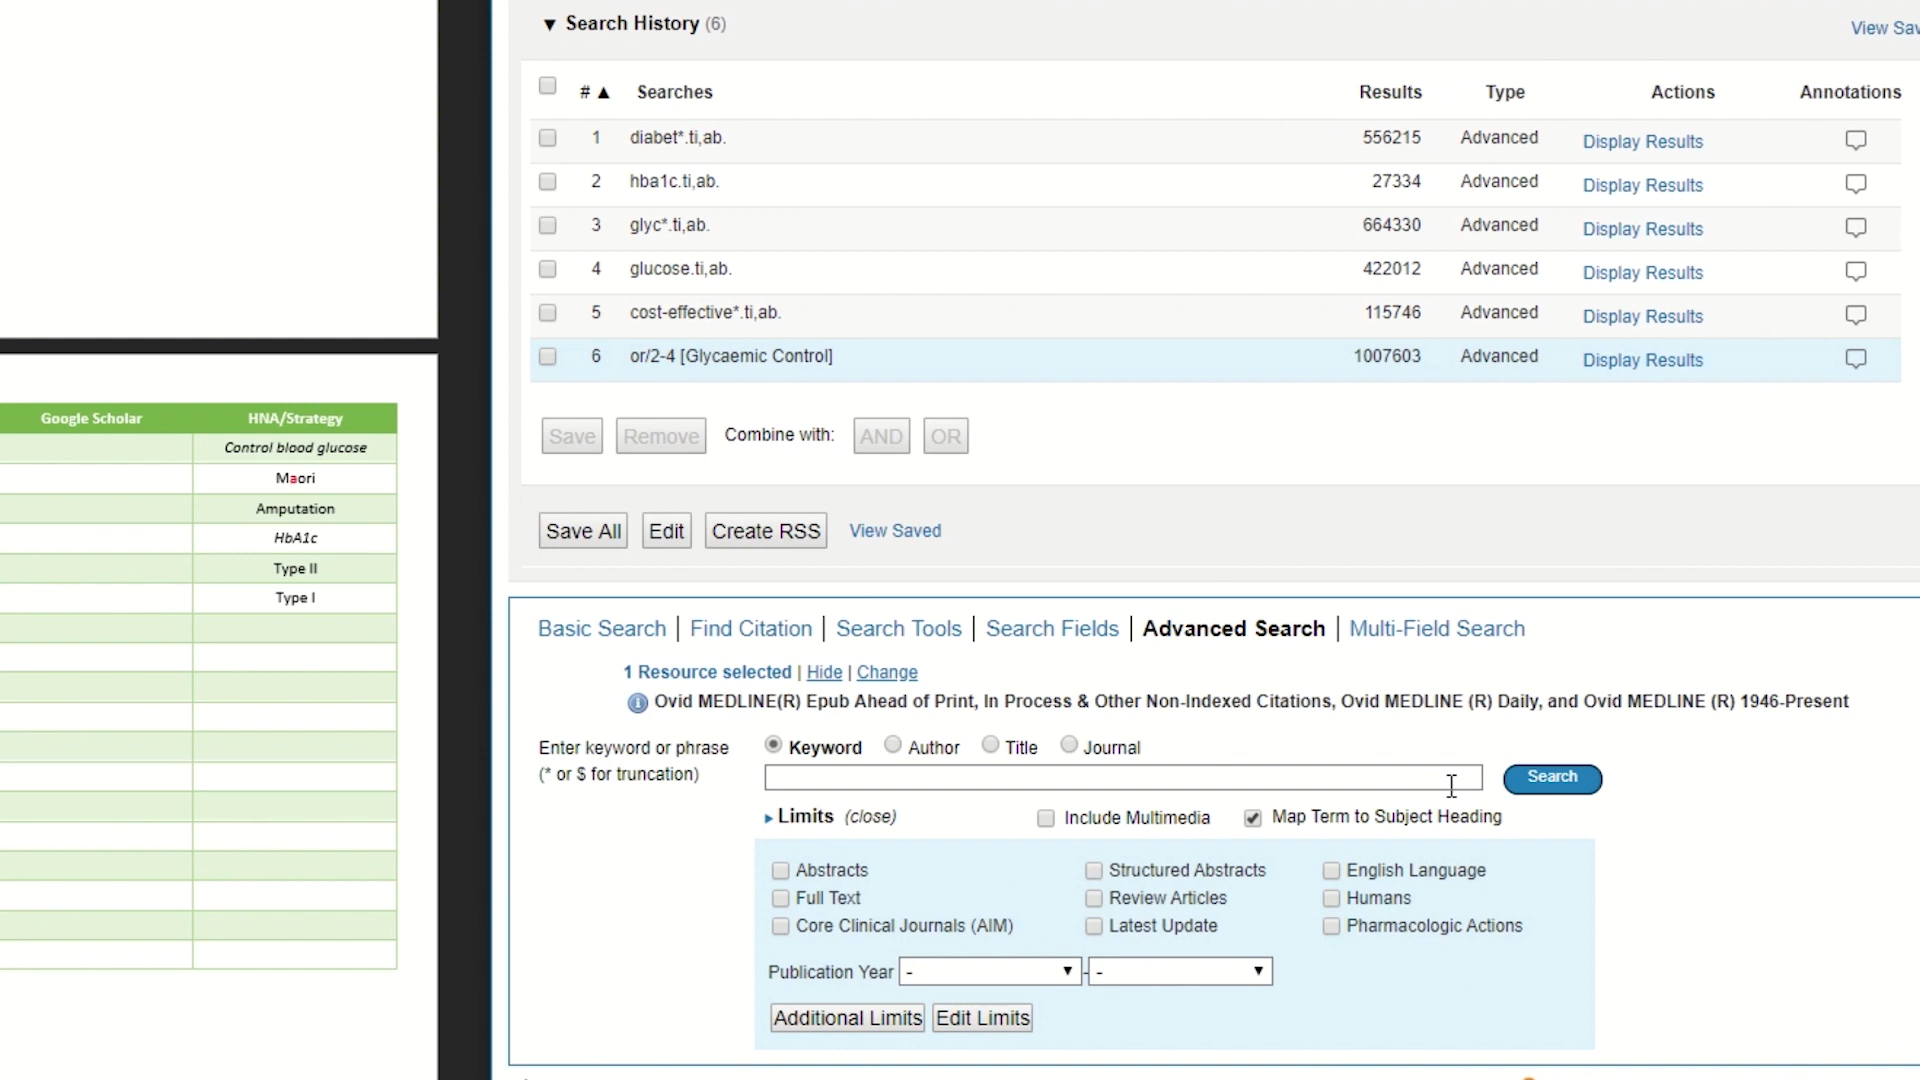 ▼ Search History (6)
View Sav
# ▲ Searches Results Type Actions Annotations
1 diabet*.ti,ab. 556215 Advanced Display Results
2 hba1c.ti,ab. 27334 Advanced Display Results
3 glyc*.ti,ab. 664330 Advanced Display Results
4 glucose.ti,ab. 422012 Advanced Display Results
5 cost-effective*.ti,ab. 115746 Advanced Display Results
6 or/2-4 [Glycaemic Control] 1007603 Advanced Display Results
Save Remove Combine with: AND OR
Save All Edit Create RSS View Saved
Google Scholar HNA/Strategy
Control blood glucose
Maori
Amputation
HbA1c
Type II
Type I
Basic Search | Find Citation | Search Tools | Search Fields | Advanced Search | Multi-Field Search
1 Resource selected | Hide | Change
Ovid MEDLINE(R) Epub Ahead of Print, In Process & Other Non-Indexed Citations, Ovid MEDLINE (R) Daily, and Ovid MEDLINE (R) 1946-Present
Enter keyword or phrase
(* or $ for truncation)
Keyword Author Title Journal
Search
Limits (close) Include Multimedia Map Term to Subject Heading
Abstracts Structured Abstracts English Language
Full Text Review Articles Humans
Core Clinical Journals (AIM) Latest Update Pharmacologic Actions
Publication Year - - -
Additional Limits Edit Limits